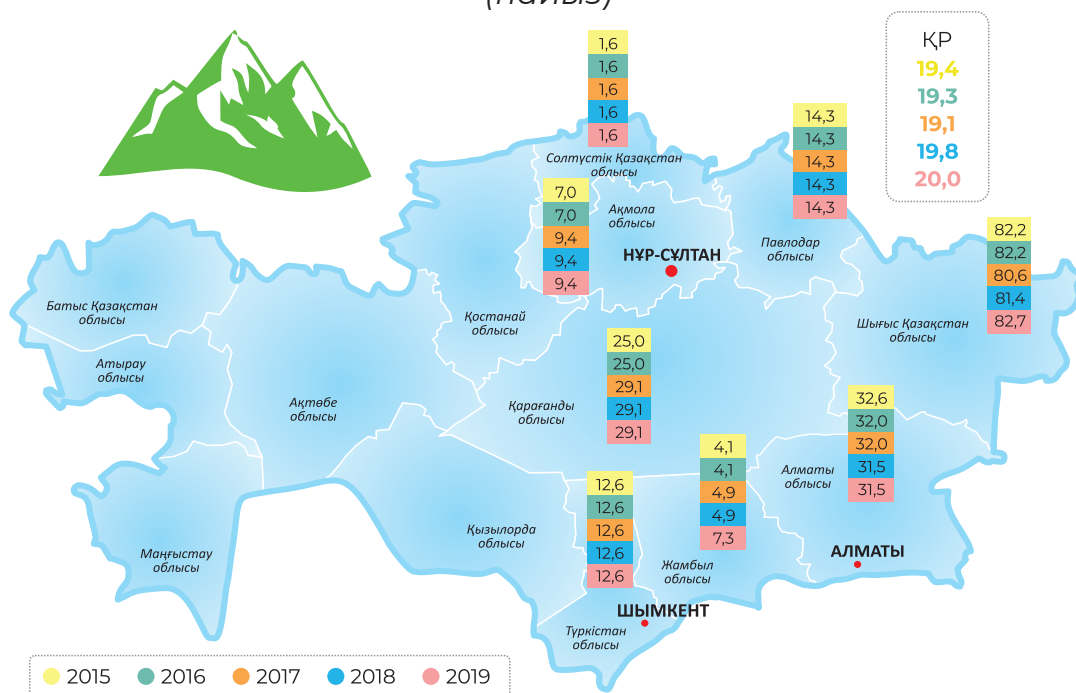 (пайыз)
ҚР
19,4
19,3
19,1
19,8
20,0
1,6
1,6
1,6
1,6
1,6
Солтүстік Қазақстан
облысы
14,3
14,3
14,3
14,3
14,3
Павлодар
облысы
7,0
7,0
9,4
9,4
9,4
Ақмола
облысы
НҰР-СҰЛТАН
82,2
82,2
80,6
81,4
82,7
Шығыс Қазақстан
облысы
Батыс Қазақстан
облысы
Атырау
облысы
Ақтөбе
облысы
Қостанай
облысы
25,0
25,0
29,1
29,1
29,1
Қарағанды
облысы
32,6
32,0
32,0
31,5
31,5
Алматы
облысы
АЛМАТЫ
4,1
4,1
4,9
4,9
7,3
Жамбыл
облысы
12,6
12,6
12,6
12,6
12,6
Қызылорда
облысы
Маңғыстау
облысы
ШЫМКЕНТ
Түркістан
облысы
2015 2016 2017 2018 2019